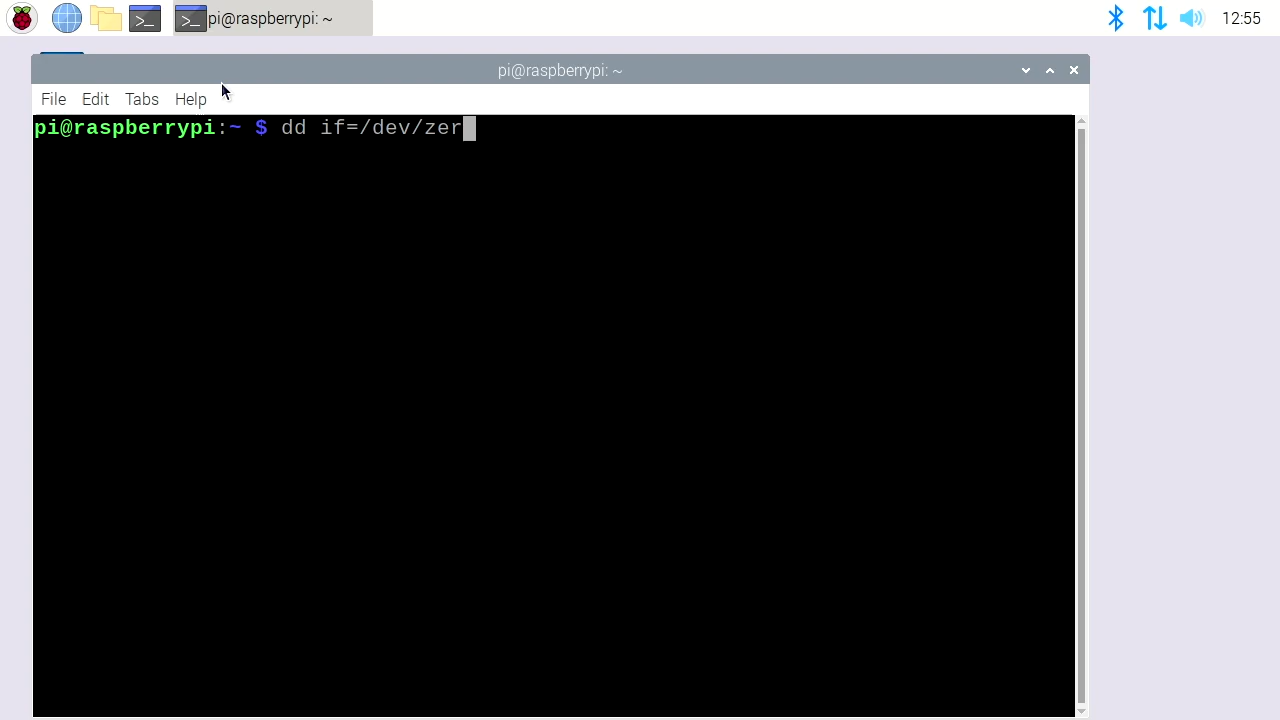 pi@raspberrypi: ~
12:55
pi@raspberrypi: ~
File Edit Tabs Help
pi@raspberrypi:~ $ dd if=/dev/zer